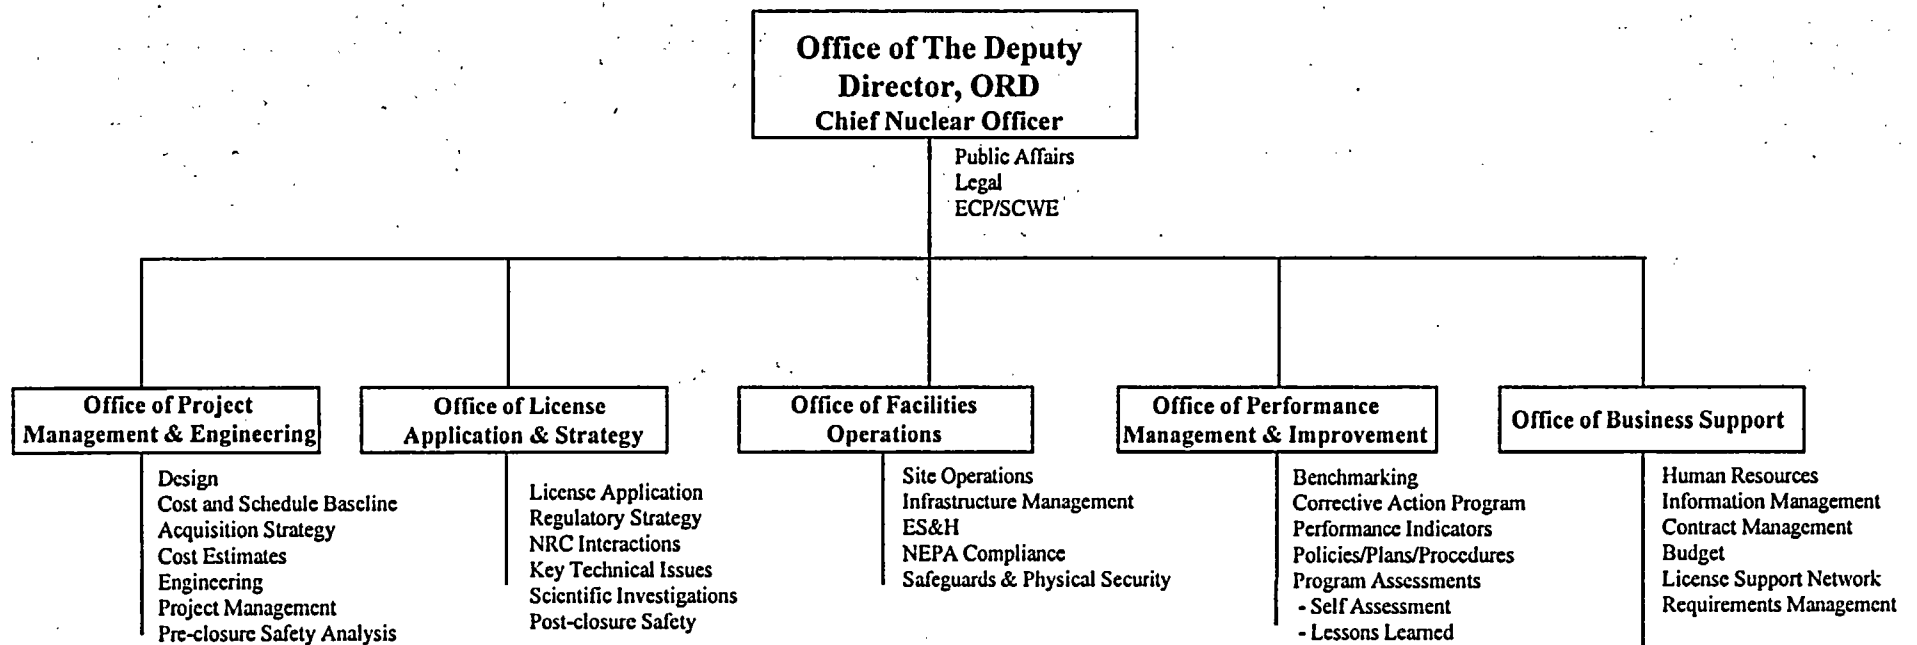 Office of The Deputy
Director, ORD
Chief Nuclear Officer
Public Affairs
Legal
ECP/SCWE
Office of Project
Management & Engineering
Design
Cost and Schedule Baseline
Acquisition Strategy
Cost Estimates
Engineering
Project Management
Pre-closure Safety Analysis
Office of License
Application & Strategy
License Application
Regulatory Strategy
NRC Interactions
Key Technical Issues
Scientific Investigations
Post-closure Safety
Office of Facilities
Operations
Site Operations
Infrastructure Management
ES&H
NEPA Compliance
Safeguards & Physical Security
Office of Performance
Management & Improvement
Benchmarking
Corrective Action Program
Performance Indicators
Policies/Plans/Procedures
Program Assessments
- Self Assessment
- Lessons Learned
Office of Business Support
Human Resources
Information Management
Contract Management
Budget
License Support Network
Requirements Management